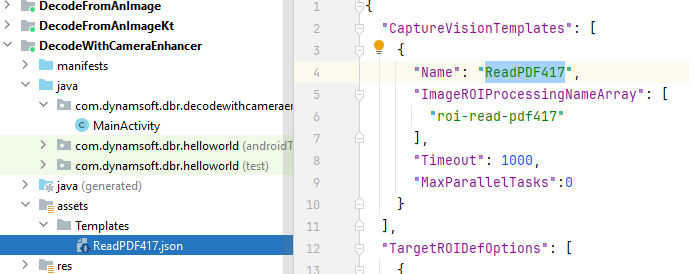 DecodeFromAnImage
DecodeFromAnImageKt
DecodeWithCameraEnhancer
manifests
java
com.dynamsoft.dbr.decodewithcameraer
MainActivity
com.dynamsoft.dbr.helloworld (androidT
com.dynamsoft.dbr.helloworld (test)
java (generated)
assets
Templates
ReadPDF417.json
res
1 {
2 "CaptureVisionTemplates": [
3 {
4 "Name": "ReadPDF417",
5 "ImageROIProcessingNameArray": [
6 "roi-read-pdf417"
7 ],
8 "Timeout": 1000,
9 "MaxParallelTasks":0
10 }
11 ],
12 "TargetROIDefOptions": [
13 {